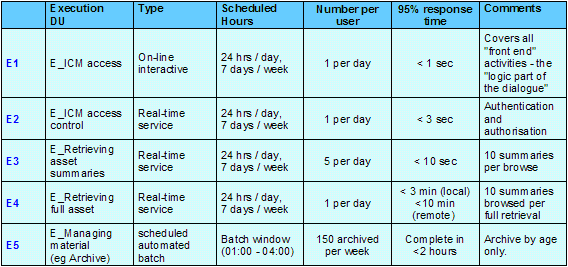 Execution DU Type Scheduled Hours Number per user 95% response time Comments
E1 E_ICM access On-line interactive 24 hrs / day, 7 days / week 1 per day < 1 sec Covers all "front end" activities - the "logic part of the dialogue"
E2 E_ICM access control Real-time service 24 hrs / day, 7 days / week 1 per day < 3 sec Authentication and authorisation
E3 E_Retrieving asset summaries Real-time service 24 hrs / day, 7 days / week 5 per day < 10 sec 10 summaries per browse
E4 E_Retrieving full asset Real-time service 24 hrs / day, 7 days / week 1 per day < 3 min (local) <10 min (remote) 10 summaries browsed per full retrieval
E5 E_Managing material (eg Archive) scheduled automated batch Batch window (01:00 - 04:00) 150 archived per week Complete in <2 hours Archive by age only.